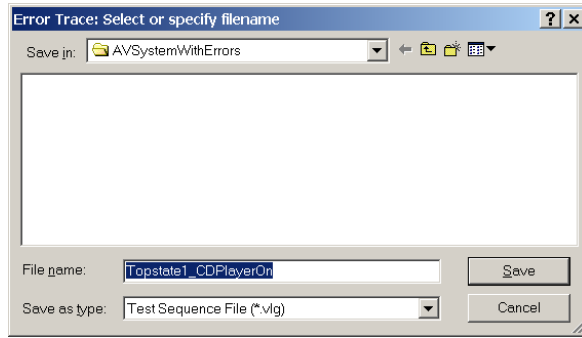 Error Trace: Select or specify filename
Save in: AVSystemWithErrors
File name: Topstate1_CDPlayerOn Save
Save as type: Test Sequence File (*.vlg) Cancel